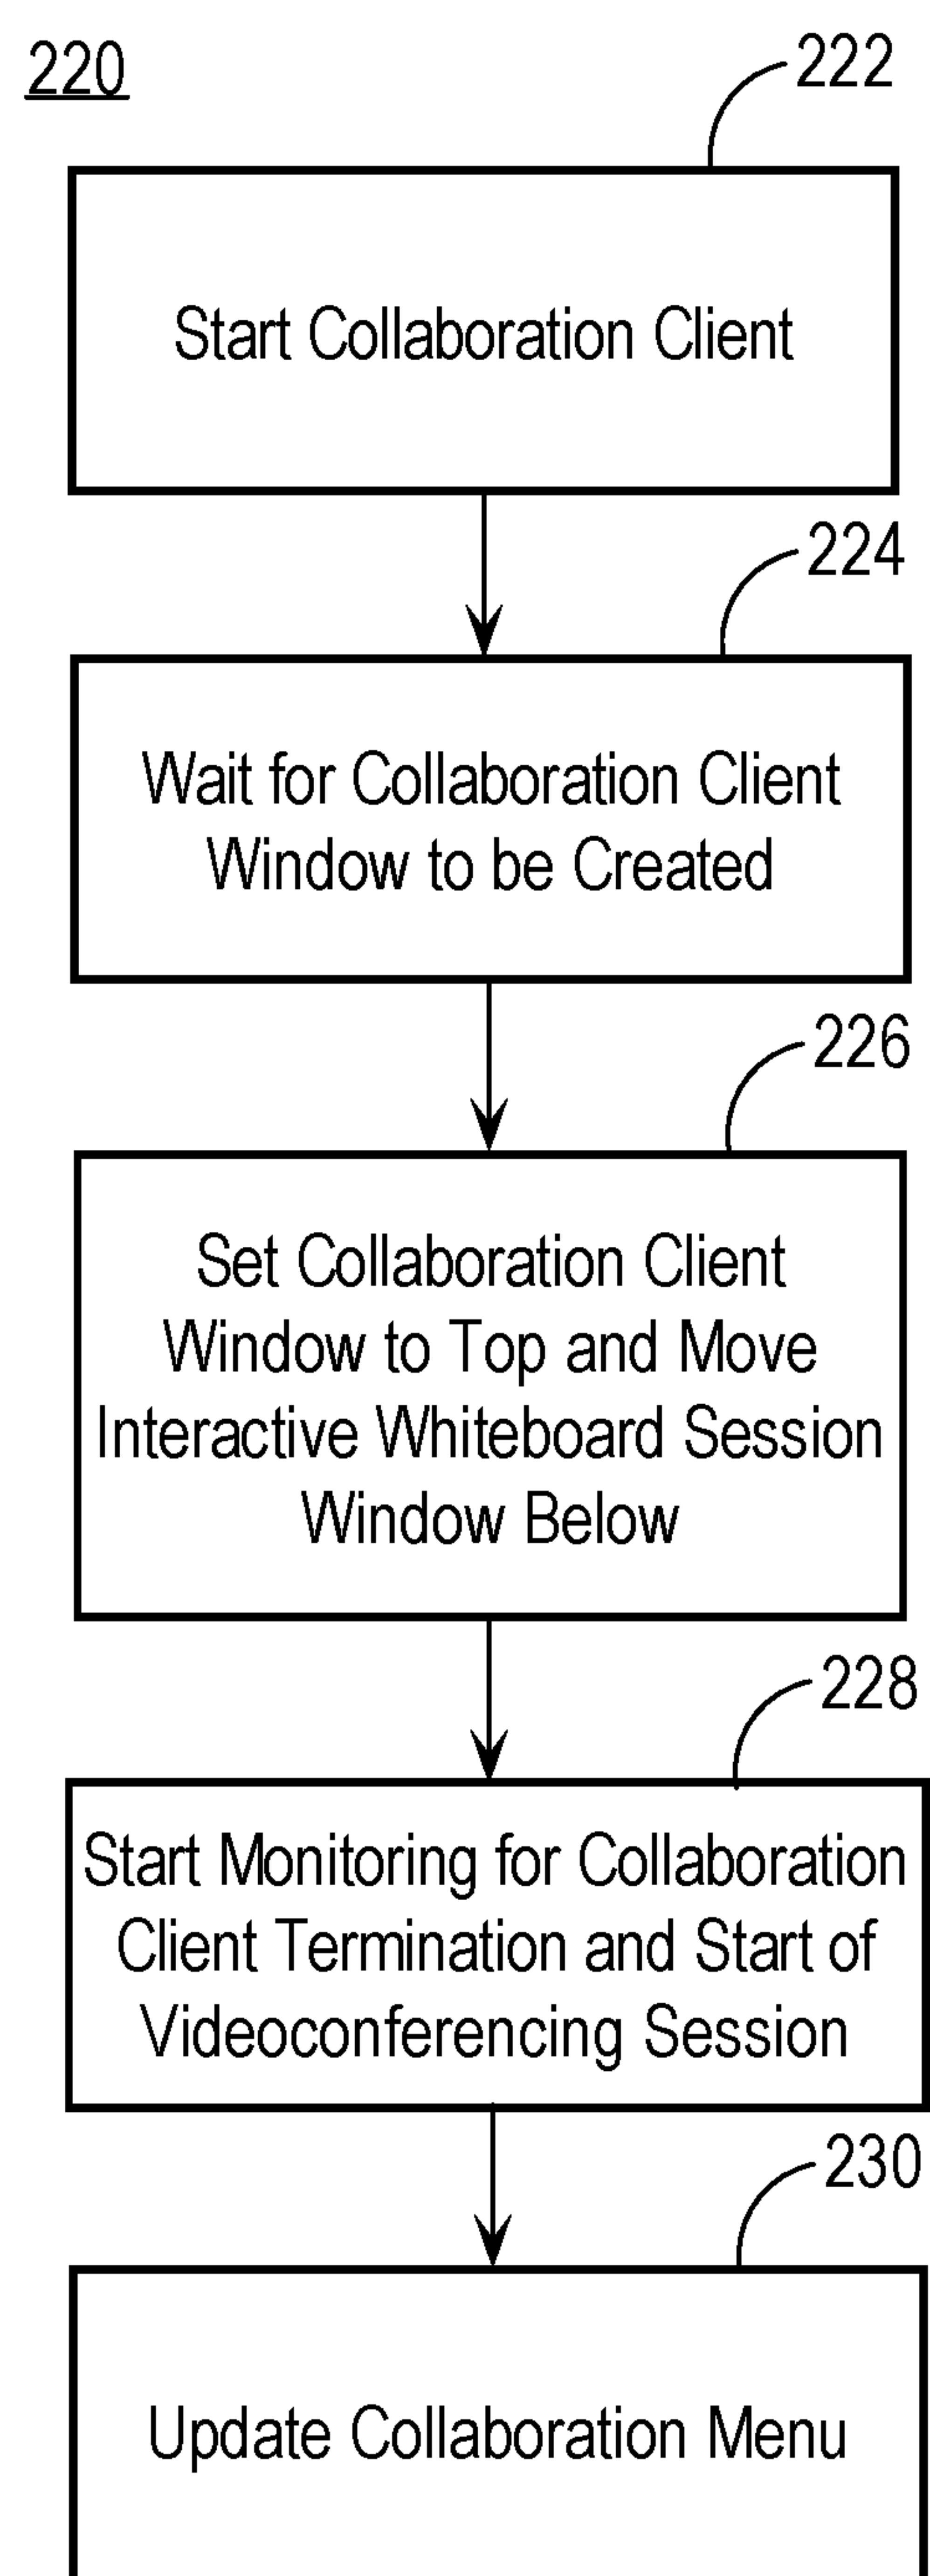 220
222
Start Collaboration Client
224
Wait for Collaboration Client
Window to be Created
226
Set Collaboration Client
Window to Top and Move
Interactive Whiteboard Session
Window Below
228
Start Monitoring for Collaboration
Client Termination and Start of
Videoconferencing Session
230
Update Collaboration Menu